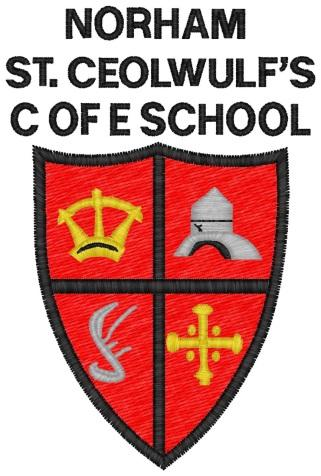 NORHAM
ST. CEOLWULF'S
C OF E SCHOOL